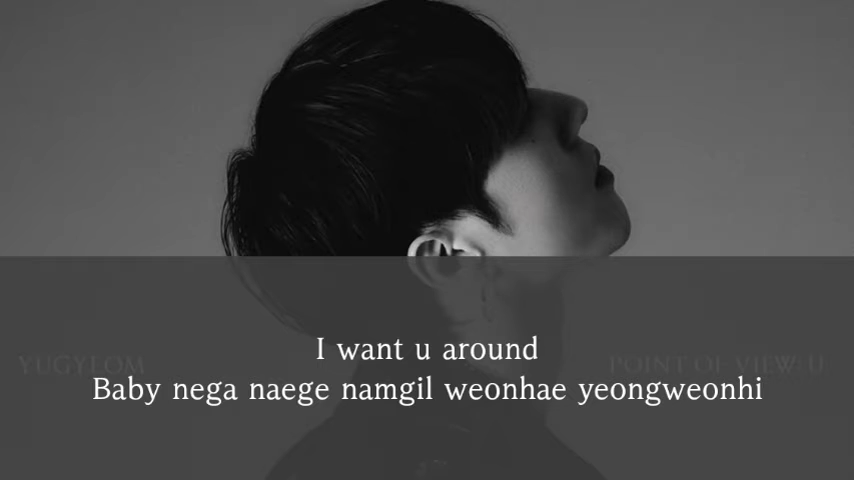 I want u around
YUGYEOM
POINT OF VIEW: U
Baby nega naege namgil weonhae yeongweonhi